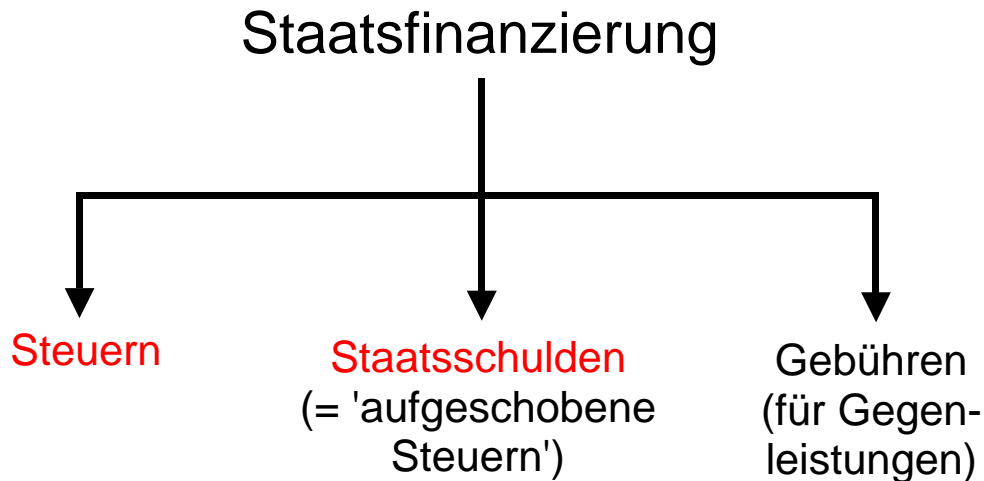 Staatsfinanzierung
Steuern
Staatsschulden
(= 'aufgeschobene
Steuern')
Gebühren
(für Gegen-
leistungen)